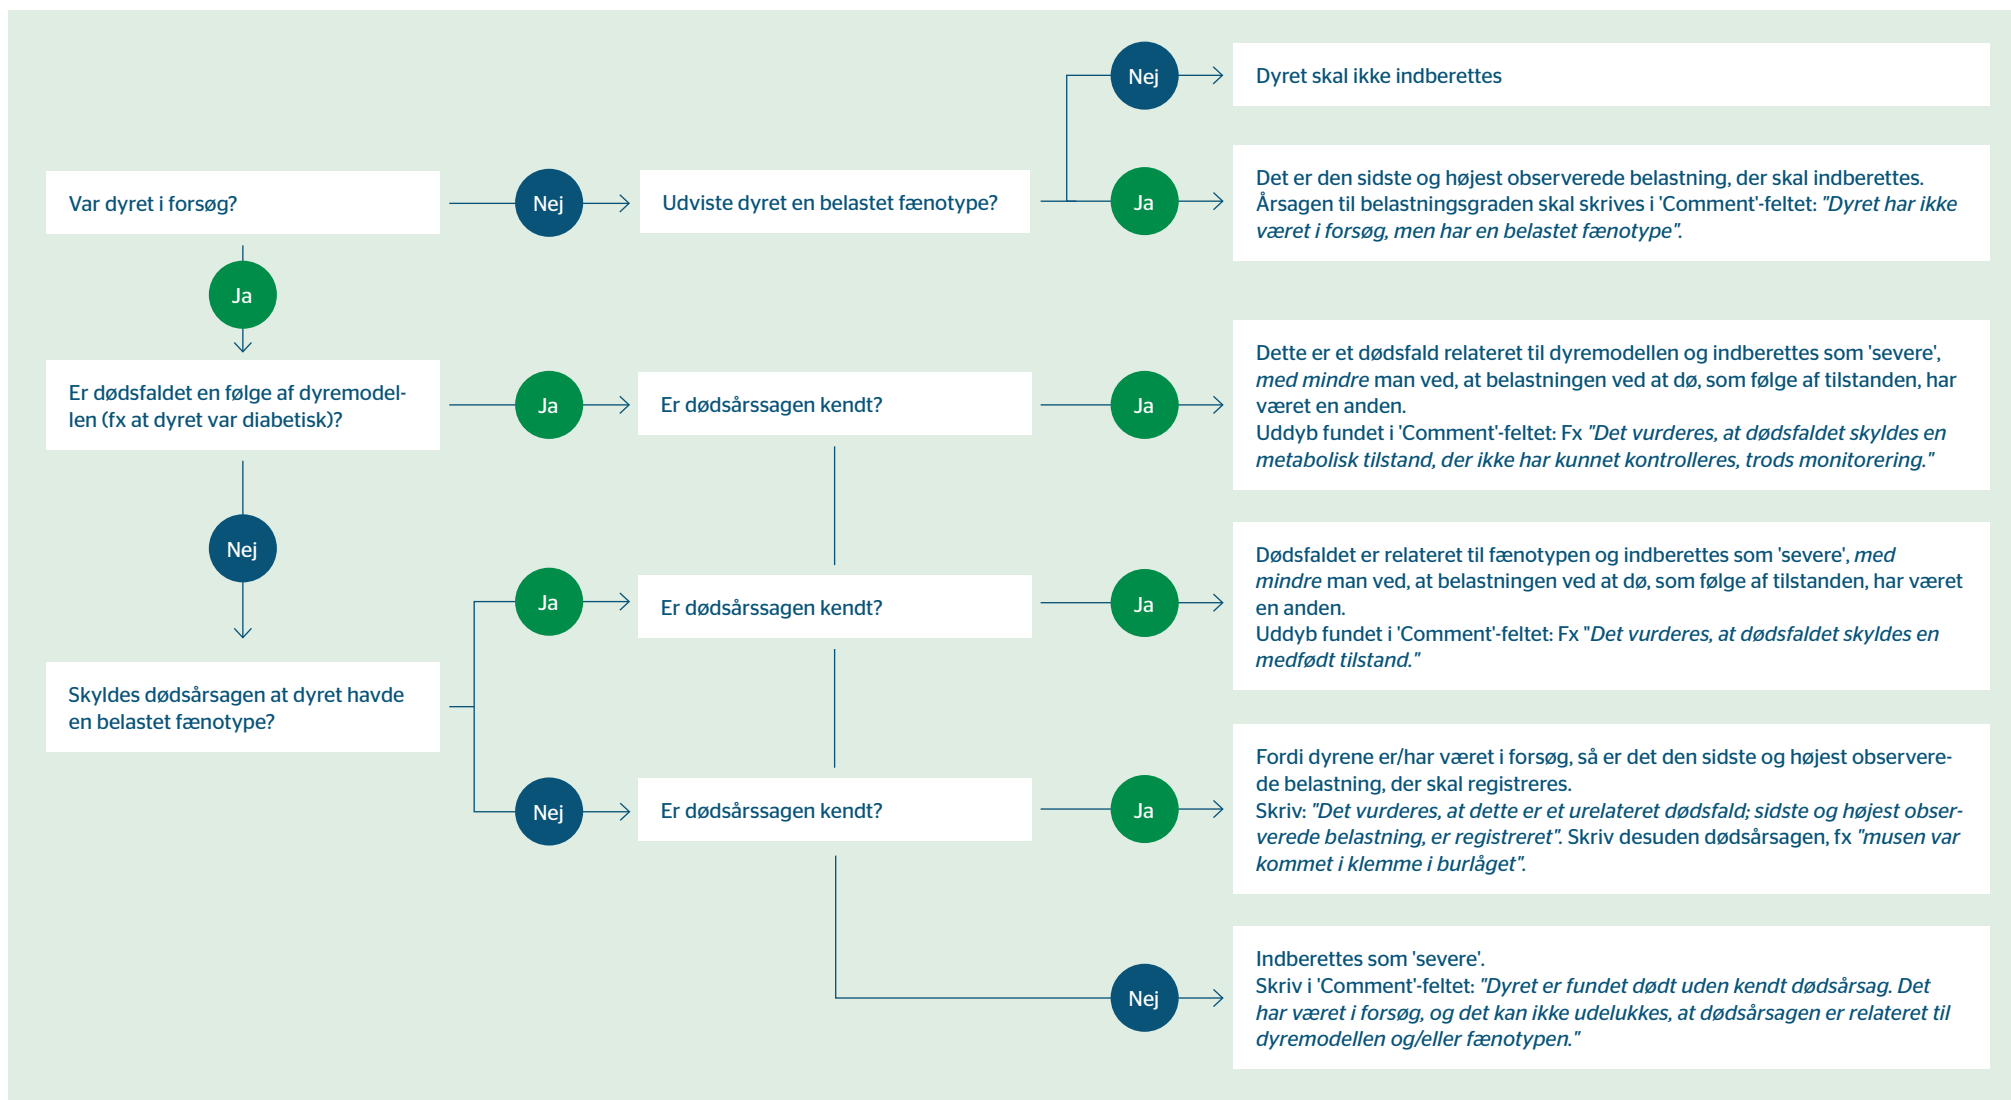 Nej
Dyret skal ikke indberettes
Var dyret i forsøg?
Nej
Udviste dyret en belastet fænotype?
Ja
Det er den sidste og højest observerede belastning, der skal indberettes.
Årsagen til belastningsgraden skal skrives i 'Comment'-feltet: "Dyret har ikke
været i forsøg, men har en belastet fænotype".
Ja
Er dødsfaldet en følge af dyremodel-
len (fx at dyret var diabetisk)?
Ja
Er dødsårssagen kendt?
Ja
Dette er et dødsfald relateret til dyremodellen og indberettes som 'severe',
med mindre man ved, at belastningen ved at dø, som følge af tilstanden, har
været en anden.
Uddyb fundet i 'Comment'-feltet: Fx "Det vurderes, at dødsfaldet skyldes en
metabolisk tilstand, der ikke har kunnet kontrolleres, trods monitorering."
Nej
Ja
Er dødsårssagen kendt?
Ja
Dødsfaldet er relateret til fænotypen og indberettes som 'severe', med
mindre man ved, at belastningen ved at dø, som følge af tilstanden, har været
en anden.
Uddyb fundet i 'Comment'-feltet: Fx "Det vurderes, at dødsfaldet skyldes en
medfødt tilstand."
Skyldes dødsårsagen at dyret havde
en belastet fænotype?
Nej
Er dødsårssagen kendt?
Ja
Fordi dyrene er/har været i forsøg, så er det den sidste og højest observere-
de belastning, der skal registreres.
Skriv: "Det vurderes, at dette er et urelateret dødsfald; sidste og højest obser-
verede belastning, er registreret". Skriv desuden dødsårsagen, fx "musen var
kommet i klemme i burlåget".
Nej
Indberettes som 'severe'.
Skriv i 'Comment'-feltet: "Dyret er fundet dødt uden kendt dødsårsag. Det
har været i forsøg, og det kan ikke udelukkes, at dødsårsagen er relateret til
dyremodellen og/eller fænotypen."